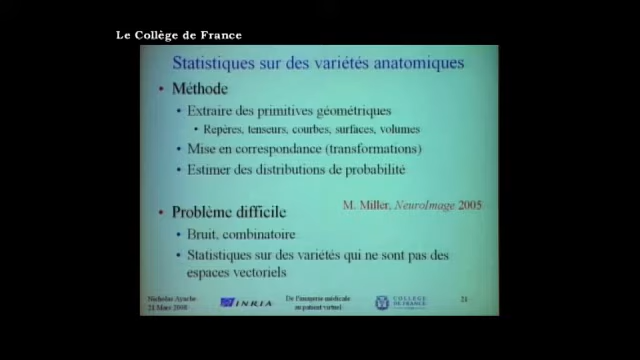 Le Collège de France
Statistiques sur des variétés anatomiques
• Méthode
• Extraire des primitives géométriques
• Repères, tenseurs, courbes, surfaces, volumes
• Mise en correspondance (transformations)
• Estimer des distributions de probabilité
M. Miller, NeuroImage 2005
• Problème difficile
• Bruit, combinatoire
• Statistiques sur des variétés qui ne sont pas des
espaces vectoriels
Nicholas Ayache
21 Mars 2008
INRIA
De l'imagerie médicale
au patient virtuel
COLLÈGE
DE FRANCE
21